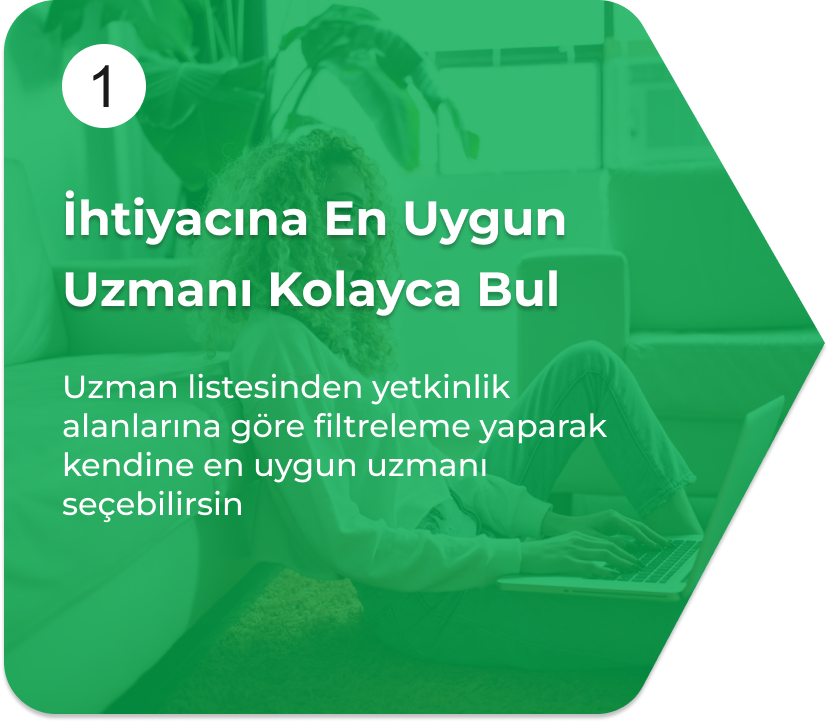 1
İhtiyacına En Uygun
Uzmanı Kolayca Bul
Uzman listesinden yetkinlik
alanlarına göre filtreleme yaparak
kendine en uygun uzmanı
seçebilirsin